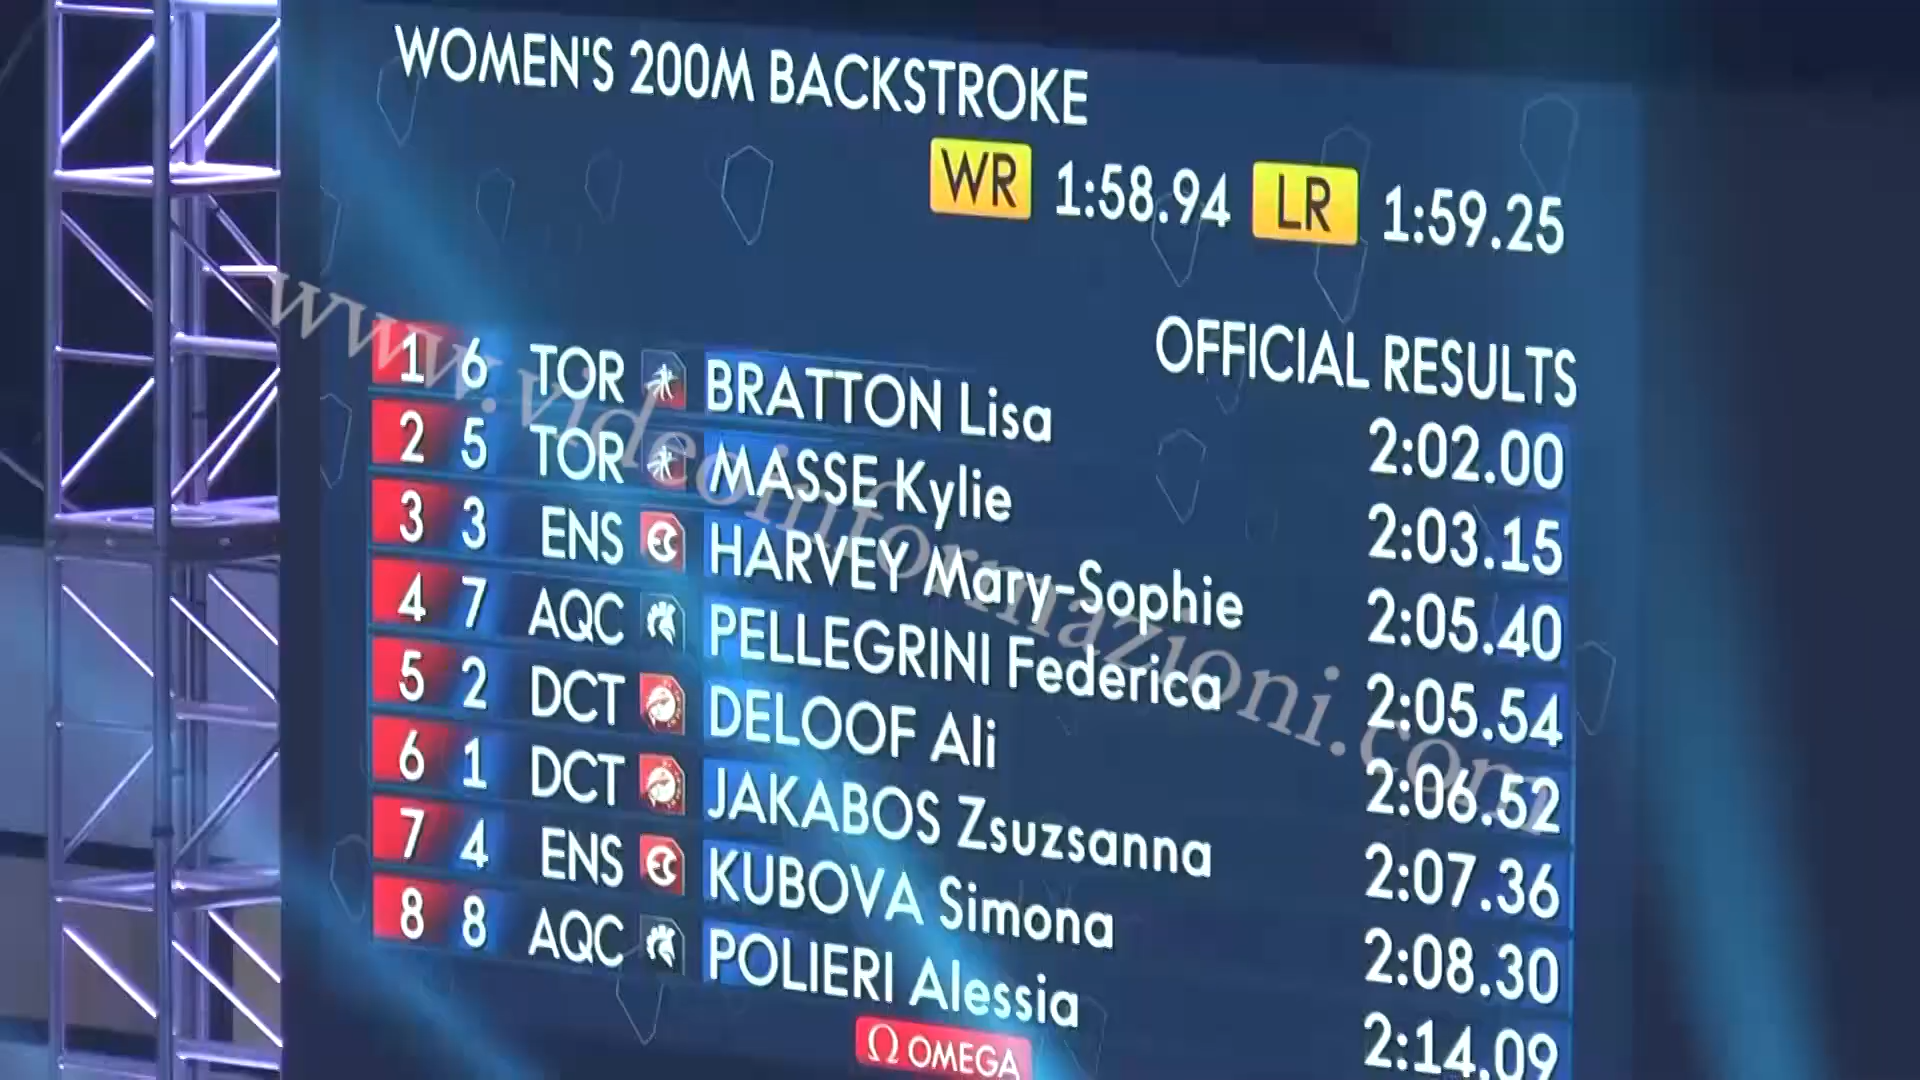 WOMEN'S 200M BACKSTROKE
WR 1:58.94 LR 1:59.25
OFFICIAL RESULTS
1 6 TOR BRATTON Lisa 2:02.00
2 5 TOR MASSE Kylie 2:03.15
3 3 ENS HARVEY Mary-Sophie 2:05.40
4 7 AQC PELLEGRINI Federica 2:05.54
5 2 DCT DELOOF Ali 2:06.52
6 1 DCT JAKABOS Zsuzsanna 2:07.36
7 4 ENS KUBOVA Simona 2:08.30
8 8 AQC POLIERI Alessia 2:14.09
Ω OMEGA
www.videoinformazioni.com